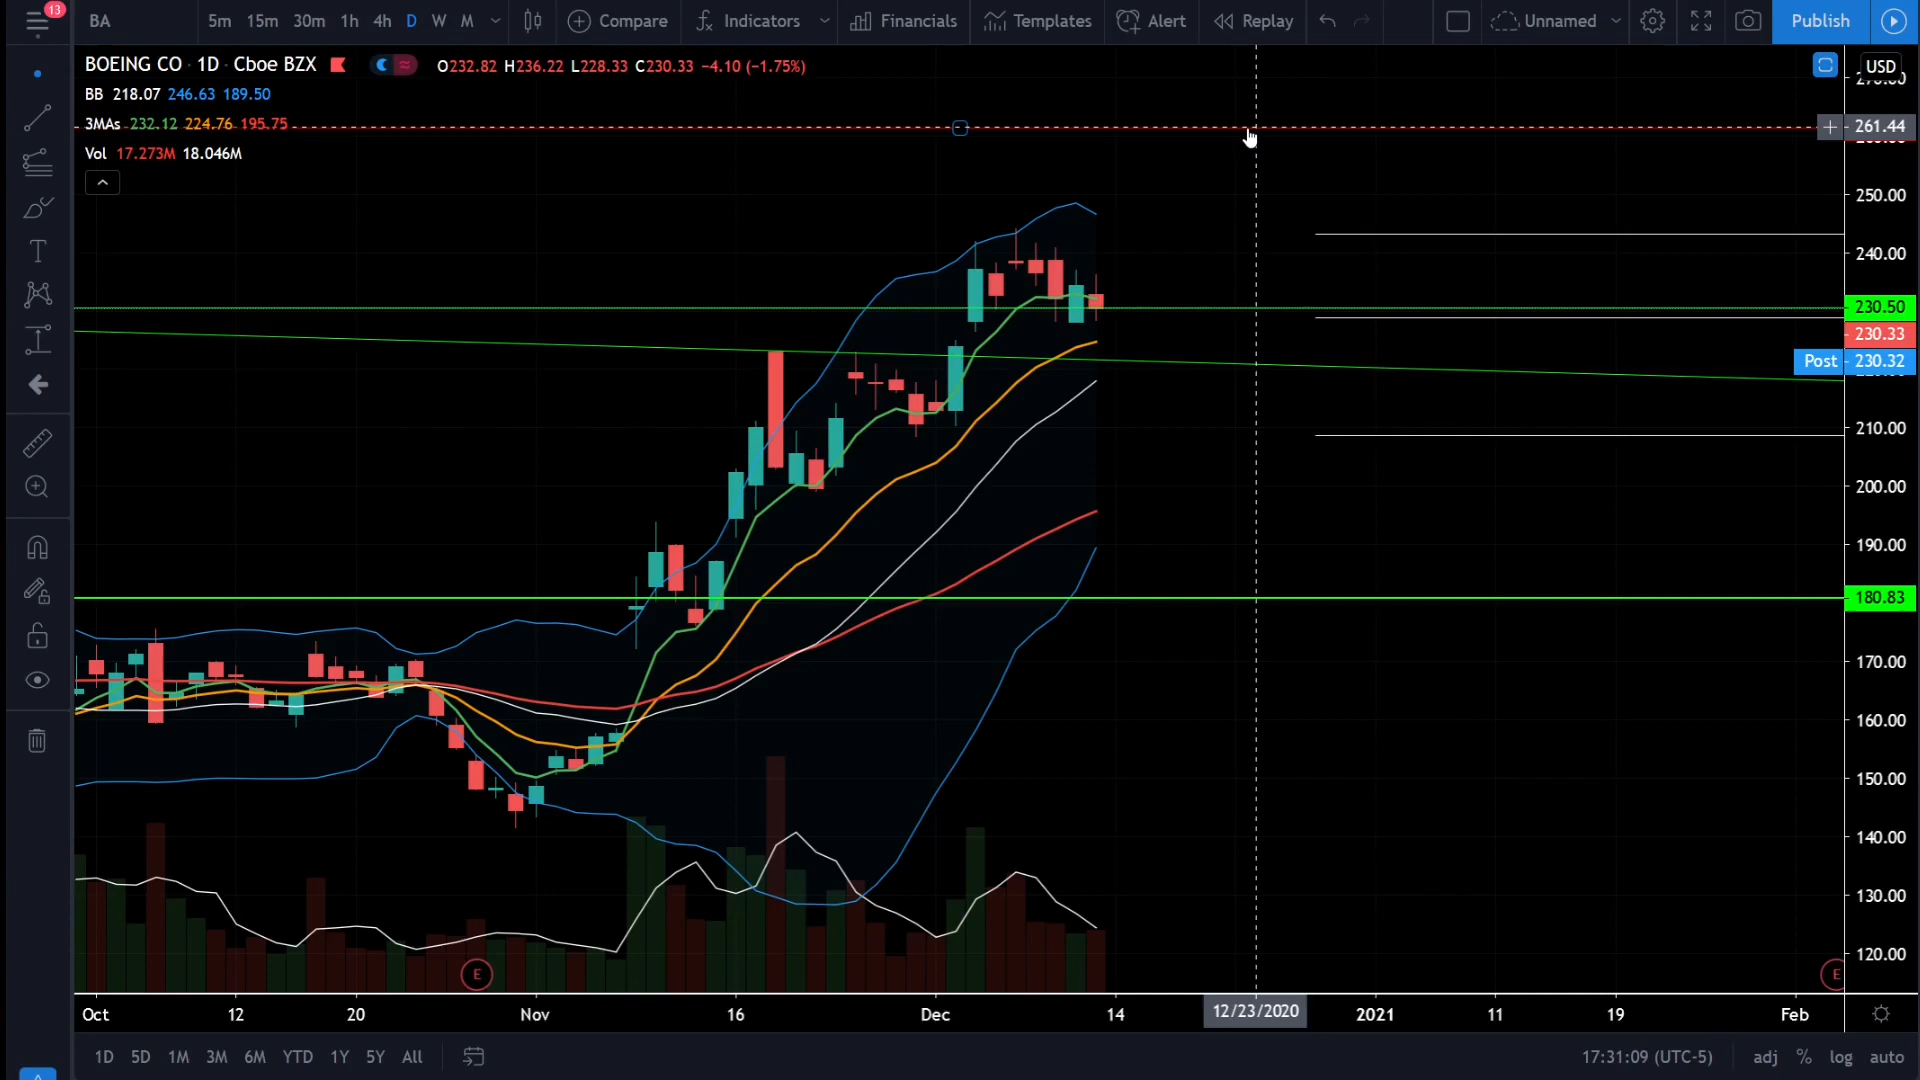 13
BA 5m 15m 30m 1h 4h D W M Compare Indicators Financials Templates Alert Replay Unnamed Publish
BOEING CO · 1D · Cboe BZX O232.82 H236.22 L228.33 C230.33 −4.10 (−1.75%)
USD
BB 218.07 246.63 189.50
3MAs 232.12 224.76 195.75
261.44
Vol 17.273M 18.046M
250.00
240.00
230.50
230.33
Post 230.32
210.00
200.00
190.00
180.83
170.00
160.00
150.00
140.00
130.00
120.00
E E
Oct 12 20 Nov 16 Dec 14 12/23/2020 2021 11 19 Feb
1D 5D 1M 3M 6M YTD 1Y 5Y All 17:31:09 (UTC-5) adj % log auto